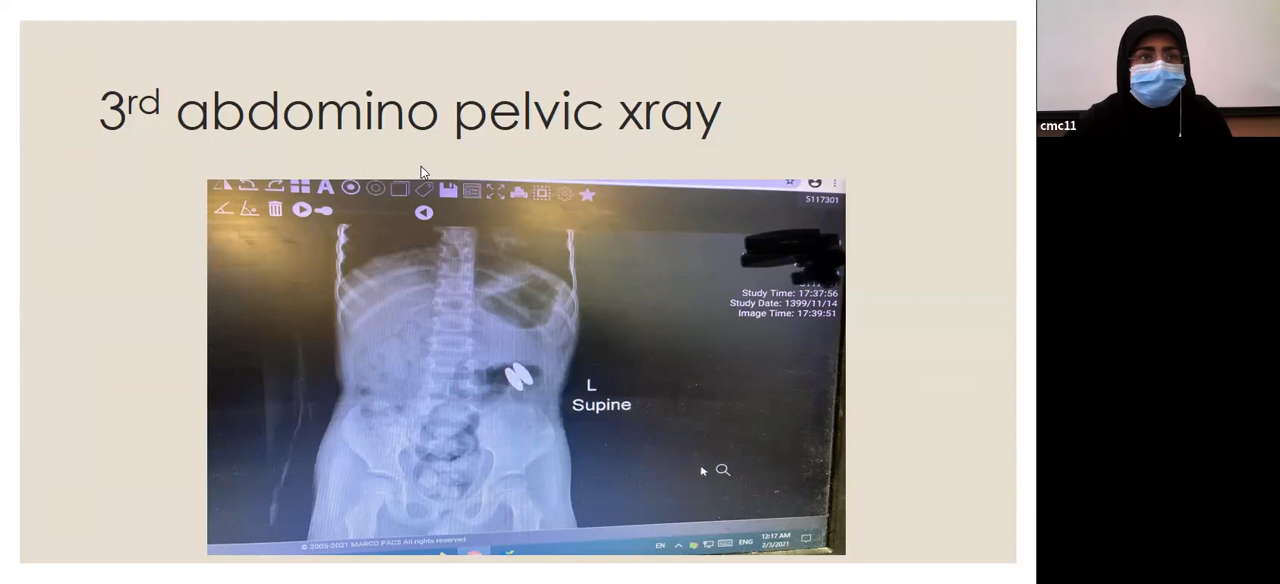 3rd abdomino pelvic xray
A
5117301
Study Time: 17:37:56
Study Date: 1399/11/14
Image Time: 17:39:51
L
Supine
© 2005-2021 MARCO PACS All rights reserved
EN
ENG
12:17 AM
2/3/2021
cmc11